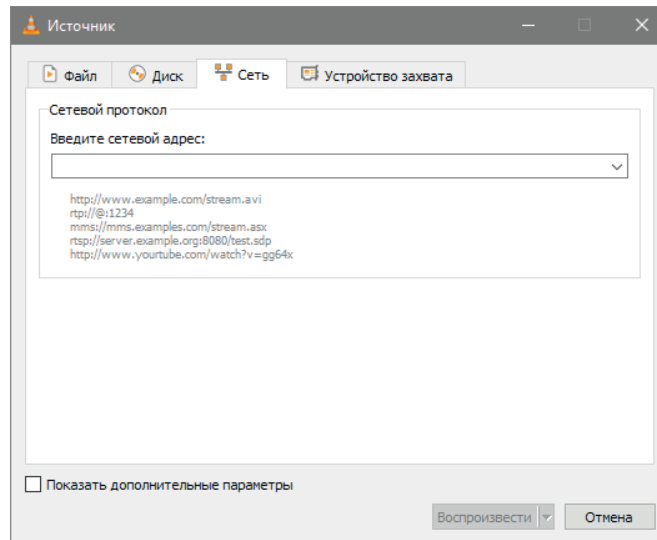 Источник
Файл Диск Сеть Устройство захвата
Сетевой протокол
Введите сетевой адрес:
http://www.example.com/stream.avi
rtp://@:1234
mms://mms.examples.com/stream.asx
rtsp://server.example.org:8080/test.sdp
http://www.yourtube.com/watch?v=gg64x
Показать дополнительные параметры
Воспроизвести Отмена